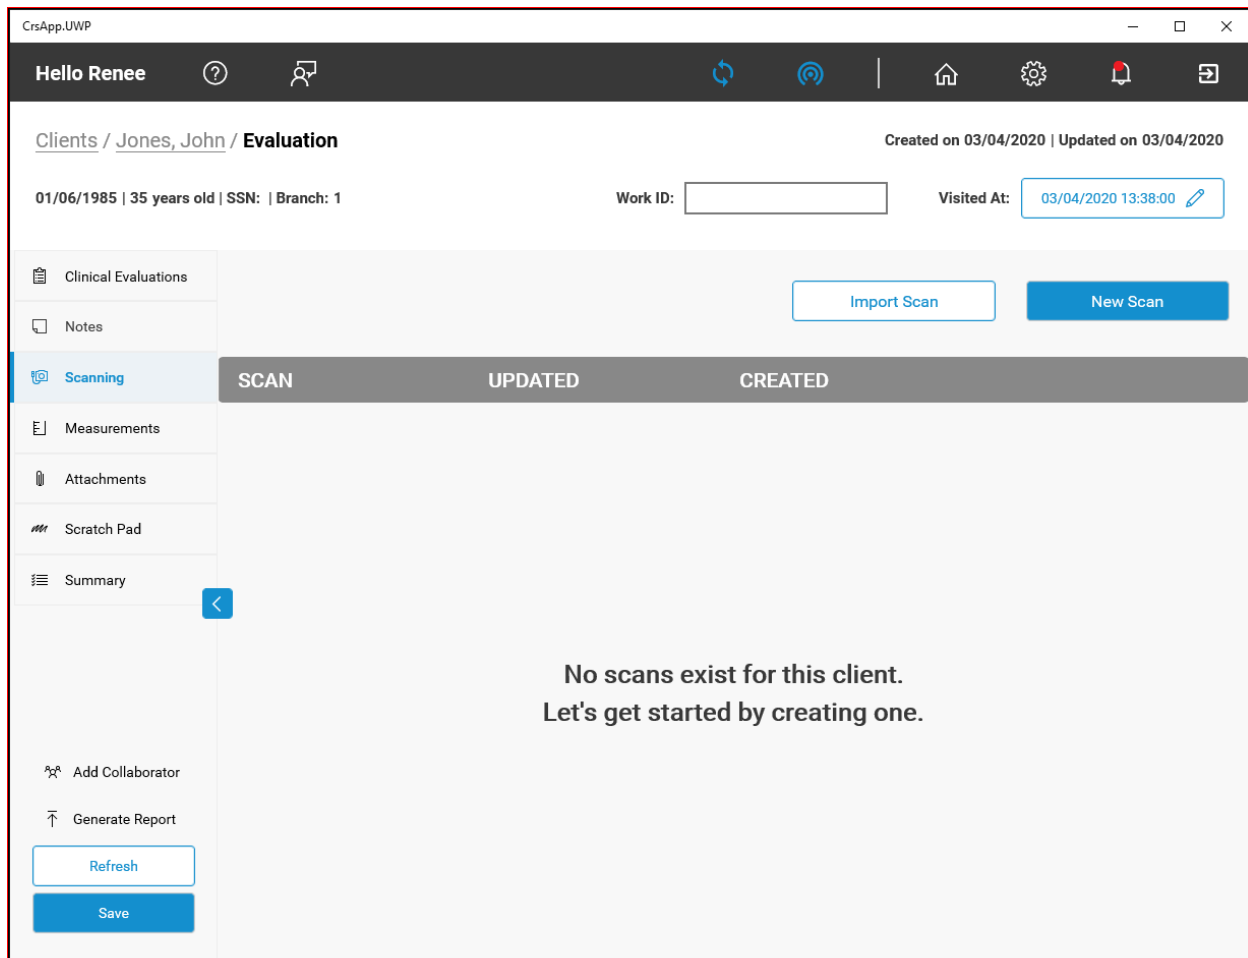 CrsApp.UWP
Hello Renee
Clients / Jones, John / Evaluation
Created on 03/04/2020 | Updated on 03/04/2020
01/06/1985 | 35 years old | SSN: | Branch: 1
Work ID:
Visited At:
03/04/2020 13:38:00
Clinical Evaluations
Notes
Scanning
Measurements
Attachments
Scratch Pad
Summary
Import Scan
New Scan
SCAN UPDATED CREATED
No scans exist for this client.
Let's get started by creating one.
Add Collaborator
Generate Report
Refresh
Save